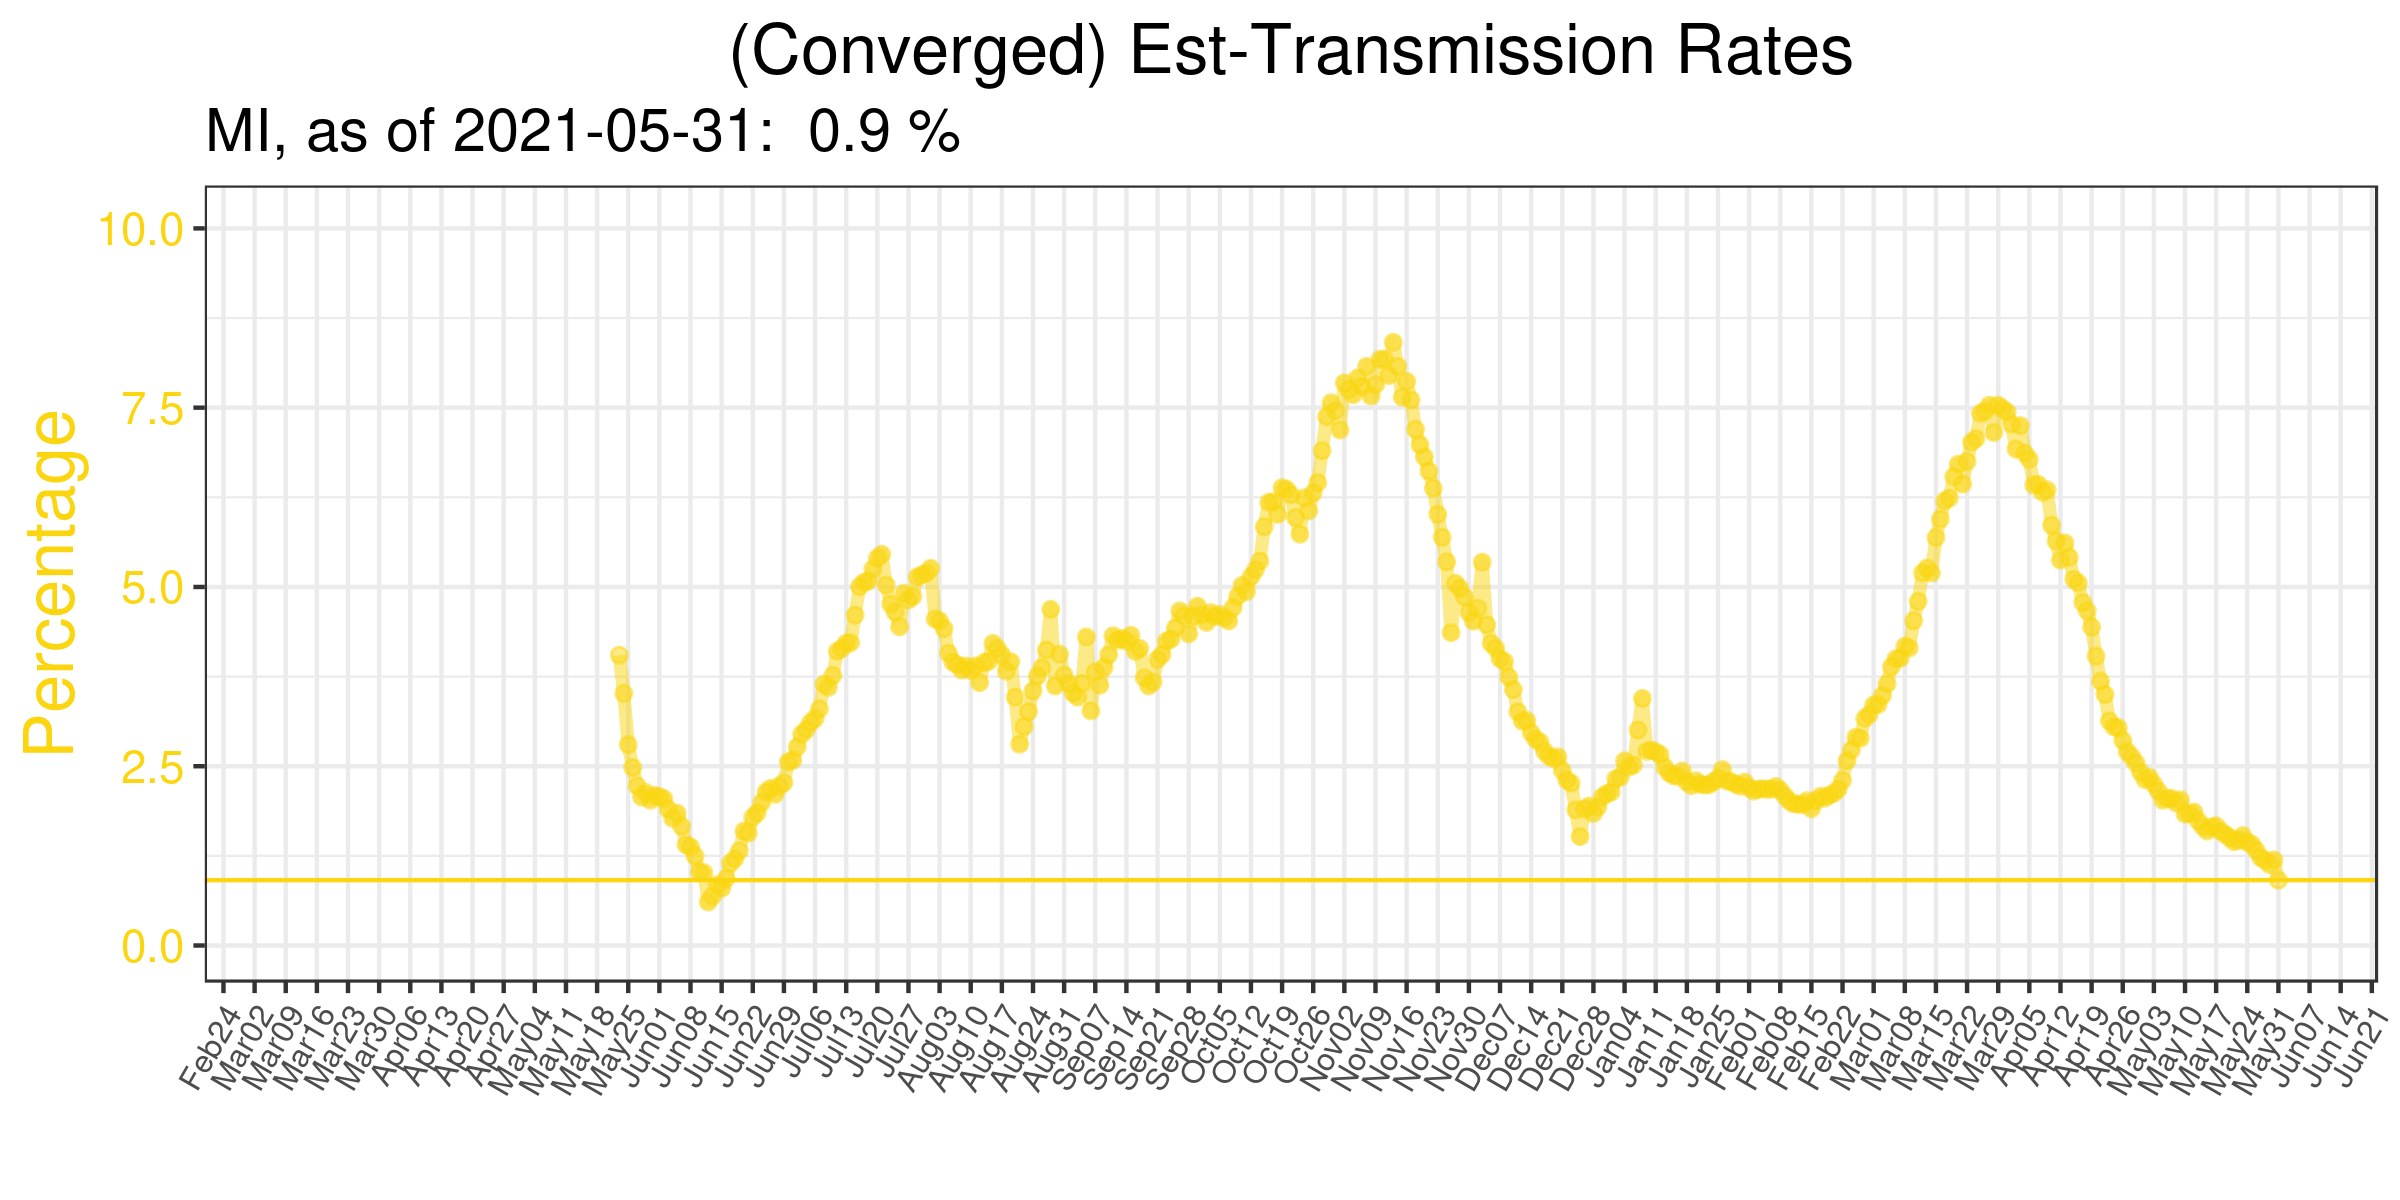 (Converged) Est-Transmission Rates
MI, as of 2021-05-31:  0.9 %
Percentage
10.0
7.5
5.0
2.5
0.0
Feb24
Mar02
Mar09
Mar16
Mar23
Mar30
Apr06
Apr13
Apr20
Apr27
May04
May11
May18
May25
Jun01
Jun08
Jun15
Jun22
Jun29
Jul06
Jul13
Jul20
Jul27
Aug03
Aug10
Aug17
Aug24
Aug31
Sep07
Sep14
Sep21
Sep28
Oct05
Oct12
Oct19
Oct26
Nov02
Nov09
Nov16
Nov23
Nov30
Dec07
Dec14
Dec21
Dec28
Jan04
Jan11
Jan18
Jan25
Feb01
Feb08
Feb15
Feb22
Mar01
Mar08
Mar15
Mar22
Mar29
Apr05
Apr12
Apr19
Apr26
May03
May10
May17
May24
May31
Jun07
Jun14
Jun21